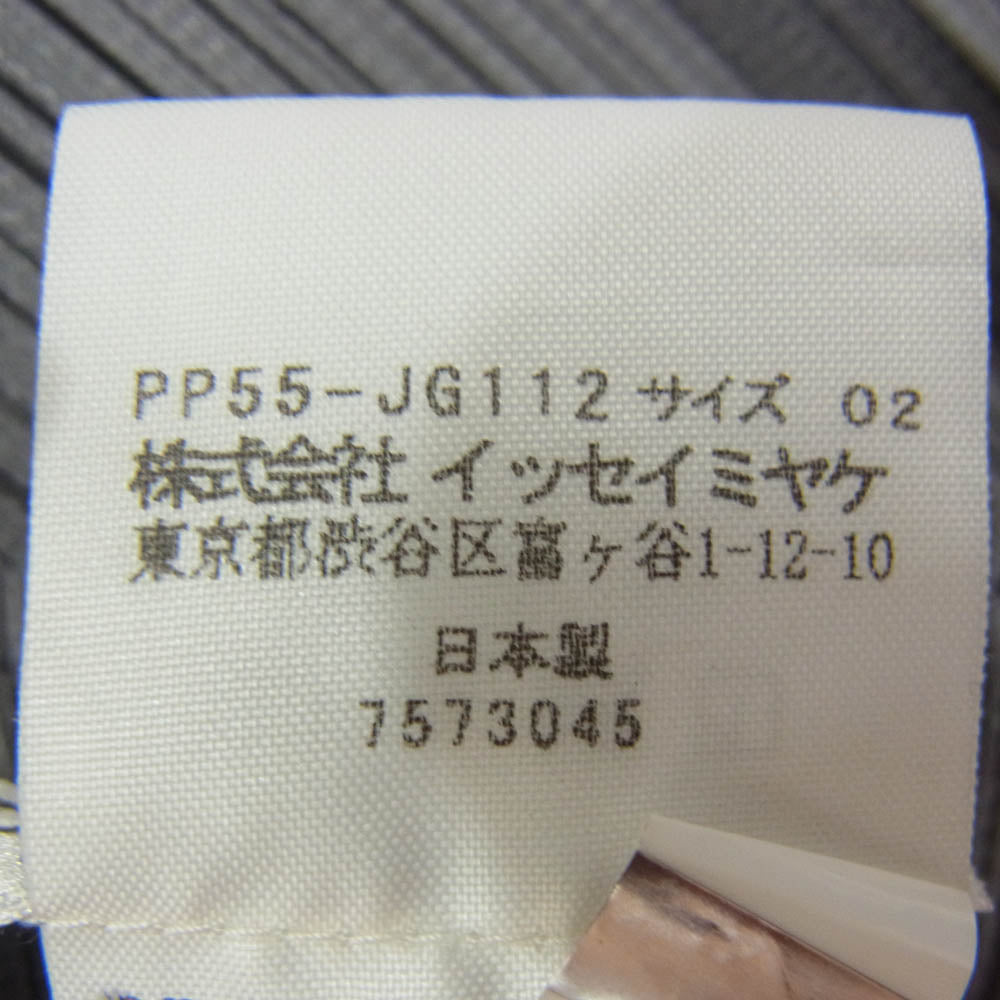 PP55-JG112 サイズ 02
株式会社 イッセイミヤケ
東京都渋谷区富ヶ谷1-12-10
日本製
7573045